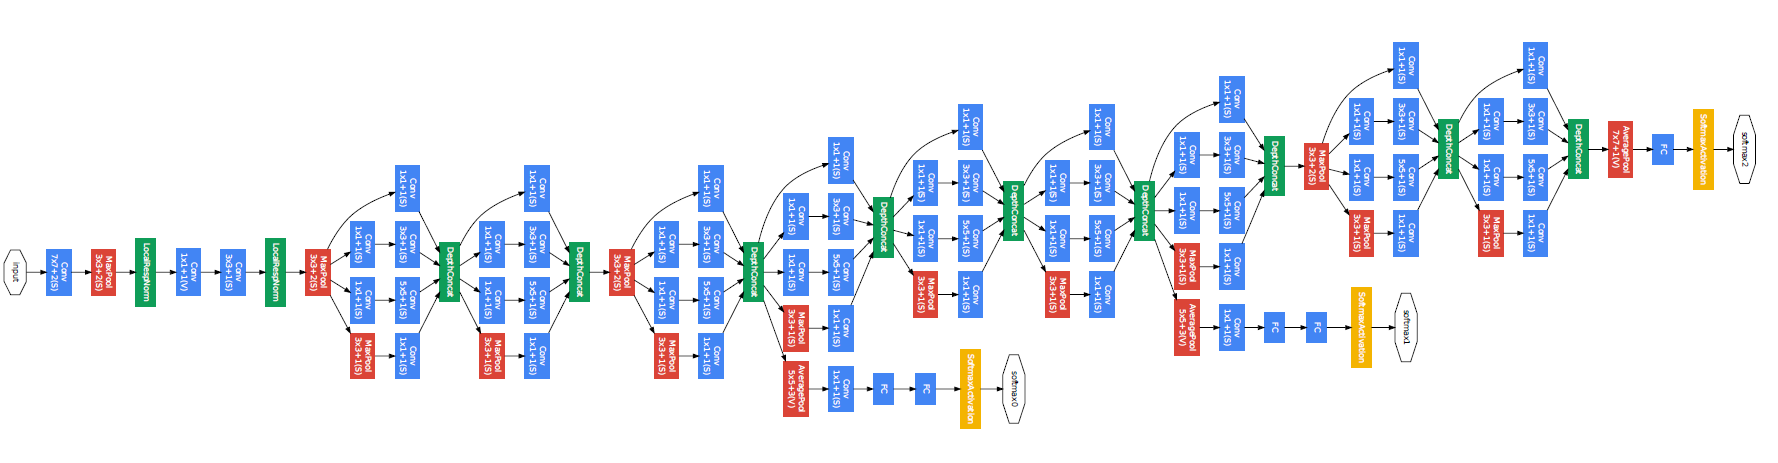 input
Conv
7x7+2(S)
MaxPool
3x3+2(S)
LocalRespNorm
Conv
1x1+1(V)
Conv
3x3+1(S)
LocalRespNorm
MaxPool
3x3+2(S)
Conv
1x1+1(S)
Conv
1x1+1(S)
MaxPool
3x3+1(S)
Conv
1x1+1(S)
Conv
3x3+1(S)
Conv
5x5+1(S)
Conv
1x1+1(S)
DepthConcat
Conv
1x1+1(S)
Conv
1x1+1(S)
MaxPool
3x3+1(S)
Conv
1x1+1(S)
Conv
3x3+1(S)
Conv
5x5+1(S)
Conv
1x1+1(S)
DepthConcat
MaxPool
3x3+2(S)
Conv
1x1+1(S)
Conv
1x1+1(S)
MaxPool
3x3+1(S)
Conv
1x1+1(S)
Conv
3x3+1(S)
Conv
5x5+1(S)
Conv
1x1+1(S)
DepthConcat
Conv
1x1+1(S)
Conv
1x1+1(S)
MaxPool
3x3+1(S)
AveragePool
5x5+3(V)
Conv
1x1+1(S)
Conv
3x3+1(S)
Conv
5x5+1(S)
Conv
1x1+1(S)
Conv
1x1+1(S)
DepthConcat
FC
Conv
1x1+1(S)
Conv
1x1+1(S)
MaxPool
3x3+1(S)
FC
Conv
1x1+1(S)
Conv
3x3+1(S)
Conv
5x5+1(S)
Conv
1x1+1(S)
SoftmaxActivation
DepthConcat
softmax0
Conv
1x1+1(S)
Conv
1x1+1(S)
MaxPool
3x3+1(S)
Conv
1x1+1(S)
Conv
3x3+1(S)
Conv
5x5+1(S)
Conv
1x1+1(S)
DepthConcat
Conv
1x1+1(S)
Conv
1x1+1(S)
MaxPool
3x3+1(S)
AveragePool
5x5+3(V)
Conv
1x1+1(S)
Conv
3x3+1(S)
Conv
5x5+1(S)
Conv
1x1+1(S)
Conv
1x1+1(S)
DepthConcat
FC
MaxPool
3x3+2(S)
FC
Conv
1x1+1(S)
Conv
1x1+1(S)
MaxPool
3x3+1(S)
SoftmaxActivation
Conv
1x1+1(S)
Conv
3x3+1(S)
Conv
5x5+1(S)
Conv
1x1+1(S)
softmax1
DepthConcat
Conv
1x1+1(S)
Conv
1x1+1(S)
MaxPool
3x3+1(S)
Conv
1x1+1(S)
Conv
3x3+1(S)
Conv
5x5+1(S)
Conv
1x1+1(S)
DepthConcat
AveragePool
7x7+1(V)
FC
SoftmaxActivation
softmax2